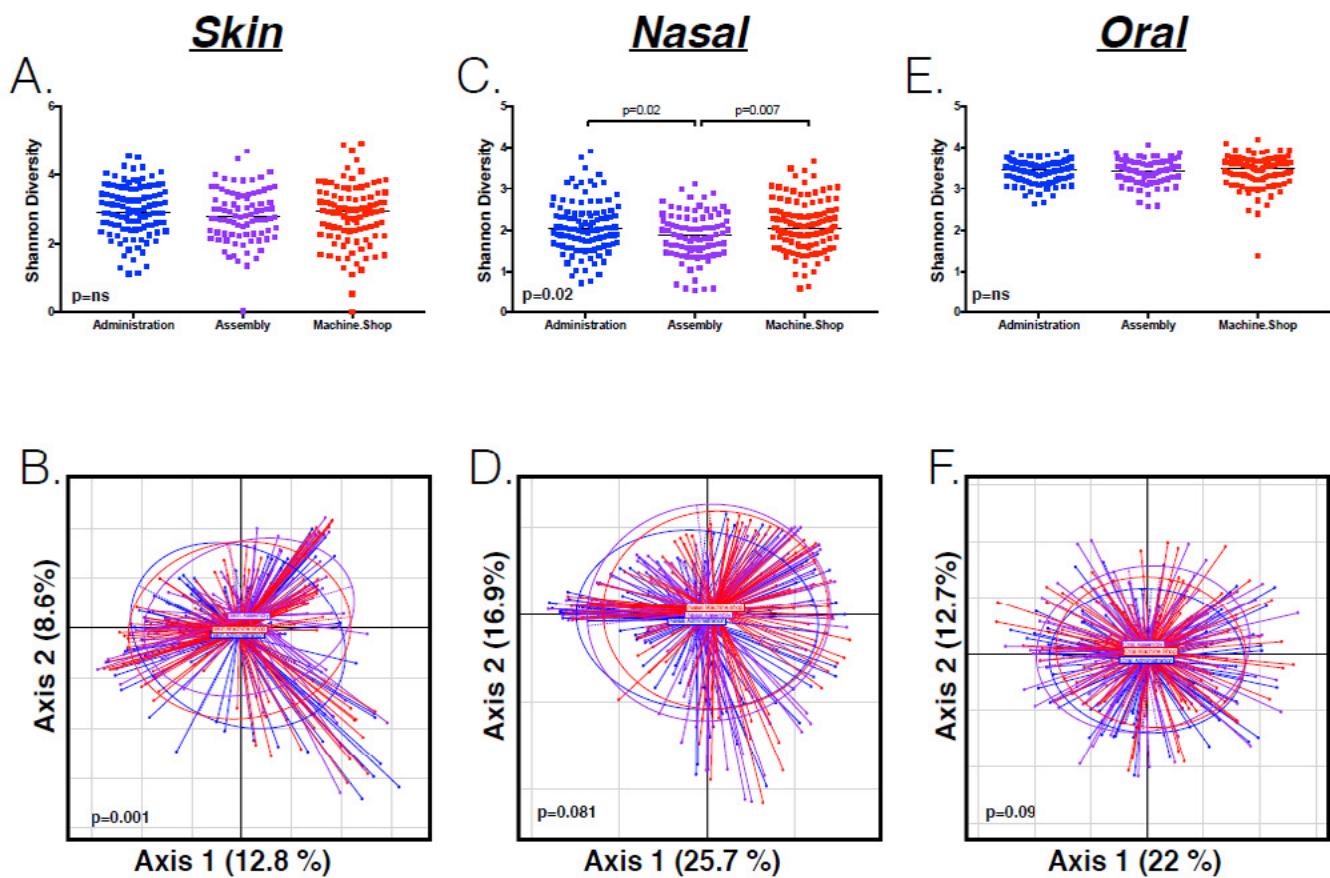 Skin
Nasal
Oral
A.
C.
E.
6
4
2
0
Shannon Diversity
p=ns
Administration
Assembly
Machine.Shop
5
4
3
2
1
0
Shannon Diversity
p=0.02
p=0.007
p=0.02
Administration
Assembly
Machine.Shop
5
4
3
2
1
0
Shannon Diversity
p=ns
Administration
Assembly
Machine.Shop
B.
D.
F.
Axis 2 (8.6%)
p=0.001
Axis 1 (12.8 %)
Axis 2 (16.9%)
p=0.081
Axis 1 (25.7 %)
Axis 2 (12.7%)
p=0.09
Axis 1 (22 %)